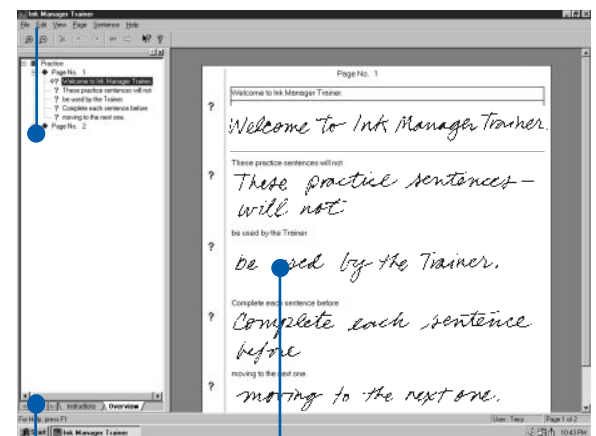 Ink Manager Trainer
File Edit View Page Sentence Help
Practice
Page No. 1
? Welcome to Ink Manager Trainer.
? These practice sentences will not
? be used by the Trainer.
? Complete each sentence before
? moving to the next one.
Page No. 2
Page No. 1
Welcome to Ink Manager Trainer.
? Welcome to Ink Manager Trainer.
These practice sentences will not
? These practice sentences -
will not
be used by the Trainer.
? be used by the Trainer.
Complete each sentence before
? Complete each sentence
before
moving to the next one.
? moving to the next one.
Instructions Overview
For Help, press F1
User: Terry Page 1 of 2
Start Ink Manager Trainer 10:43 PM